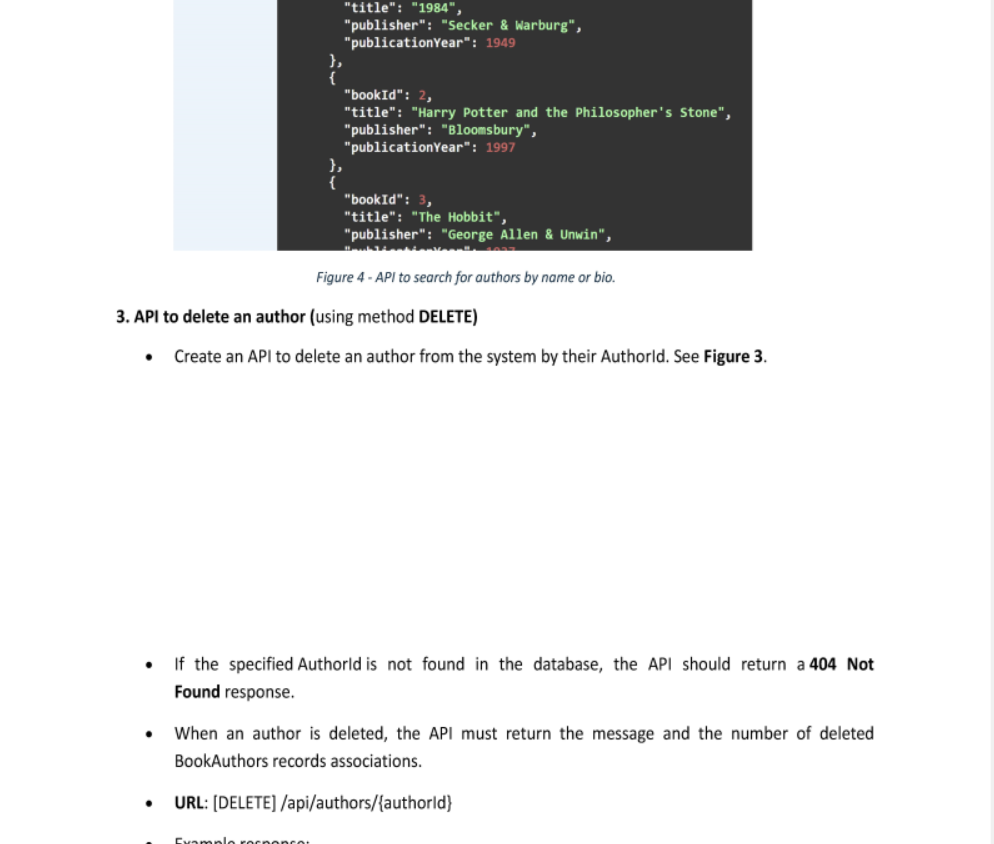 "title": "1984",
"publisher": "Secker & Warburg",
"publicationYear": 1949
},
{
"bookId": 2,
"title": "Harry Potter and the Philosopher's Stone",
"publisher": "Bloomsbury",
"publicationYear": 1997
},
{
"bookId": 3,
"title": "The Hobbit",
"publisher": "George Allen & Unwin",
"publicationYear": 1937
Figure 4 - API to search for authors by name or bio.
3. API to delete an author (using method DELETE)
• Create an API to delete an author from the system by their AuthorId. See Figure 3.
• If the specified AuthorId is not found in the database, the API should return a 404 Not
Found response.
• When an author is deleted, the API must return the message and the number of deleted
BookAuthors records associations.
• URL: [DELETE] /api/authors/{authorId}
• Example response: